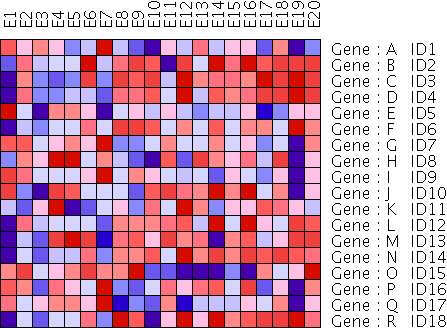 E1 E2 E3 E4 E5 E6 E7 E8 E9 E10 E11 E12 E13 E14 E15 E16 E17 E18 E19 E20
Gene : A ID1
Gene : B ID2
Gene : C ID3
Gene : D ID4
Gene : E ID5
Gene : F ID6
Gene : G ID7
Gene : H ID8
Gene : I ID9
Gene : J ID10
Gene : K ID11
Gene : L ID12
Gene : M ID13
Gene : N ID14
Gene : O ID15
Gene : P ID16
Gene : Q ID17
Gene : R ID18